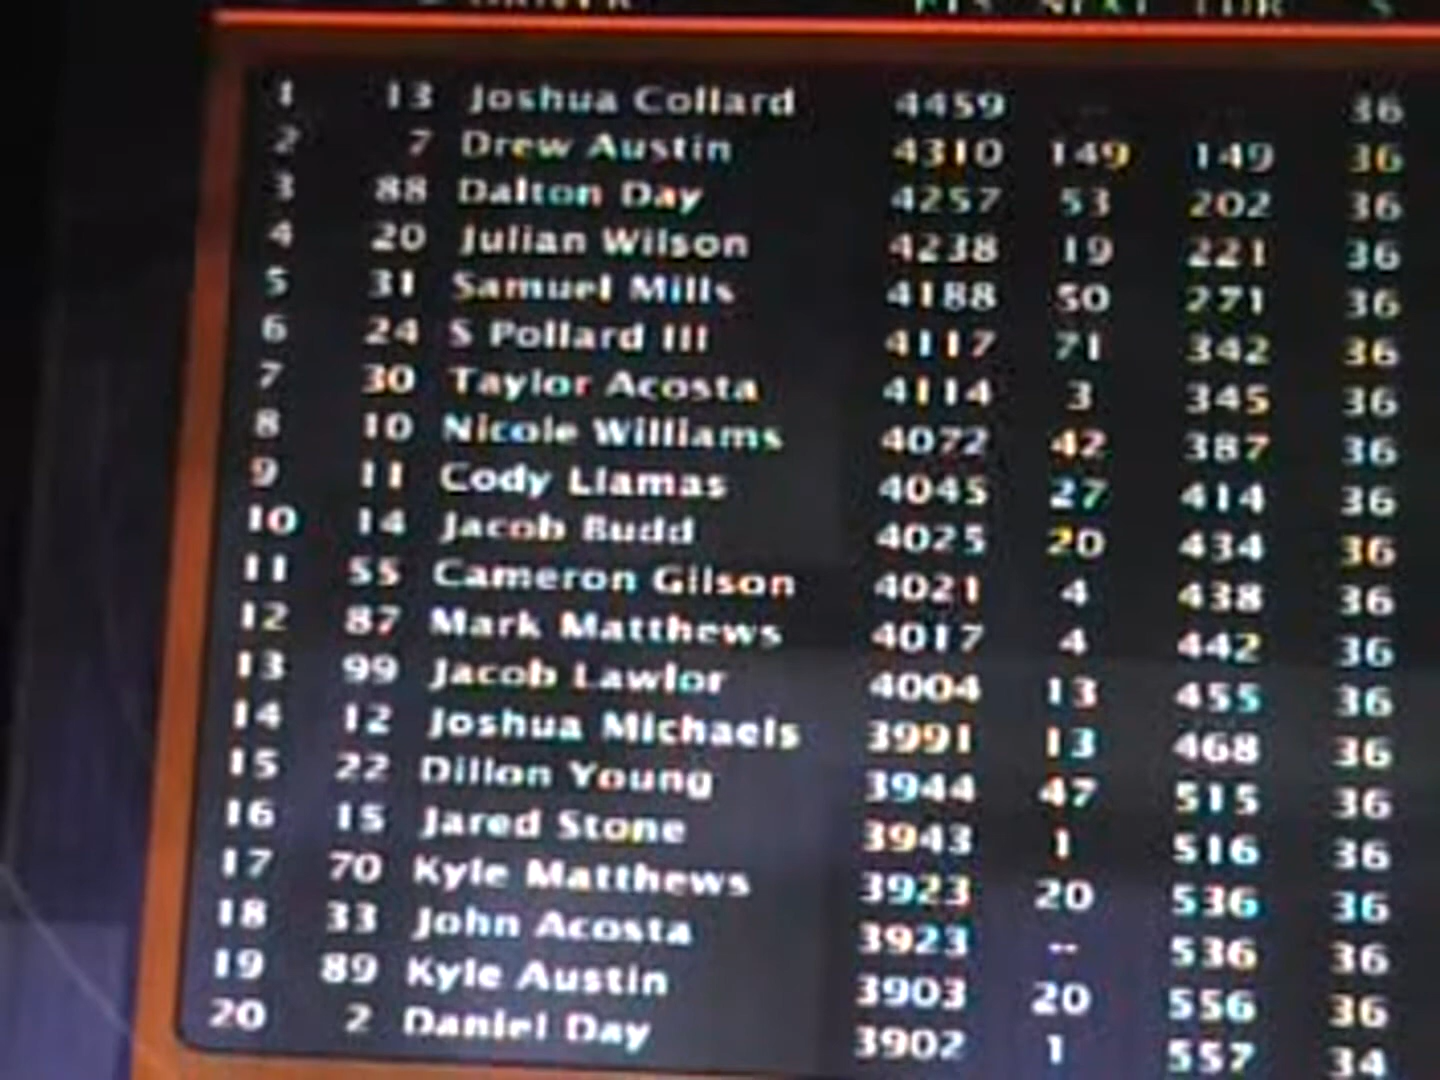 DRIVER PTS NEXT LDR S
1 13 Joshua Collard 4459 -- -- 36
2 7 Drew Austin 4310 149 149 36
3 88 Dalton Day 4257 53 202 36
4 20 Julian Wilson 4238 19 221 36
5 31 Samuel Mills 4188 50 271 36
6 24 S Pollard III 4117 71 342 36
7 30 Taylor Acosta 4114 3 345 36
8 10 Nicole Williams 4072 42 387 36
9 11 Cody Llamas 4045 27 414 36
10 14 Jacob Budd 4025 20 434 36
11 55 Cameron Gilson 4021 4 438 36
12 87 Mark Matthews 4017 4 442 36
13 99 Jacob Lawlor 4004 13 455 36
14 12 Joshua Michaels 3991 13 468 36
15 22 Dillon Young 3944 47 515 36
16 15 Jared Stone 3943 1 516 36
17 70 Kyle Matthews 3923 20 536 36
18 33 John Acosta 3923 -- 536 36
19 89 Kyle Austin 3903 20 556 36
20 2 Daniel Day 3902 1 557 34